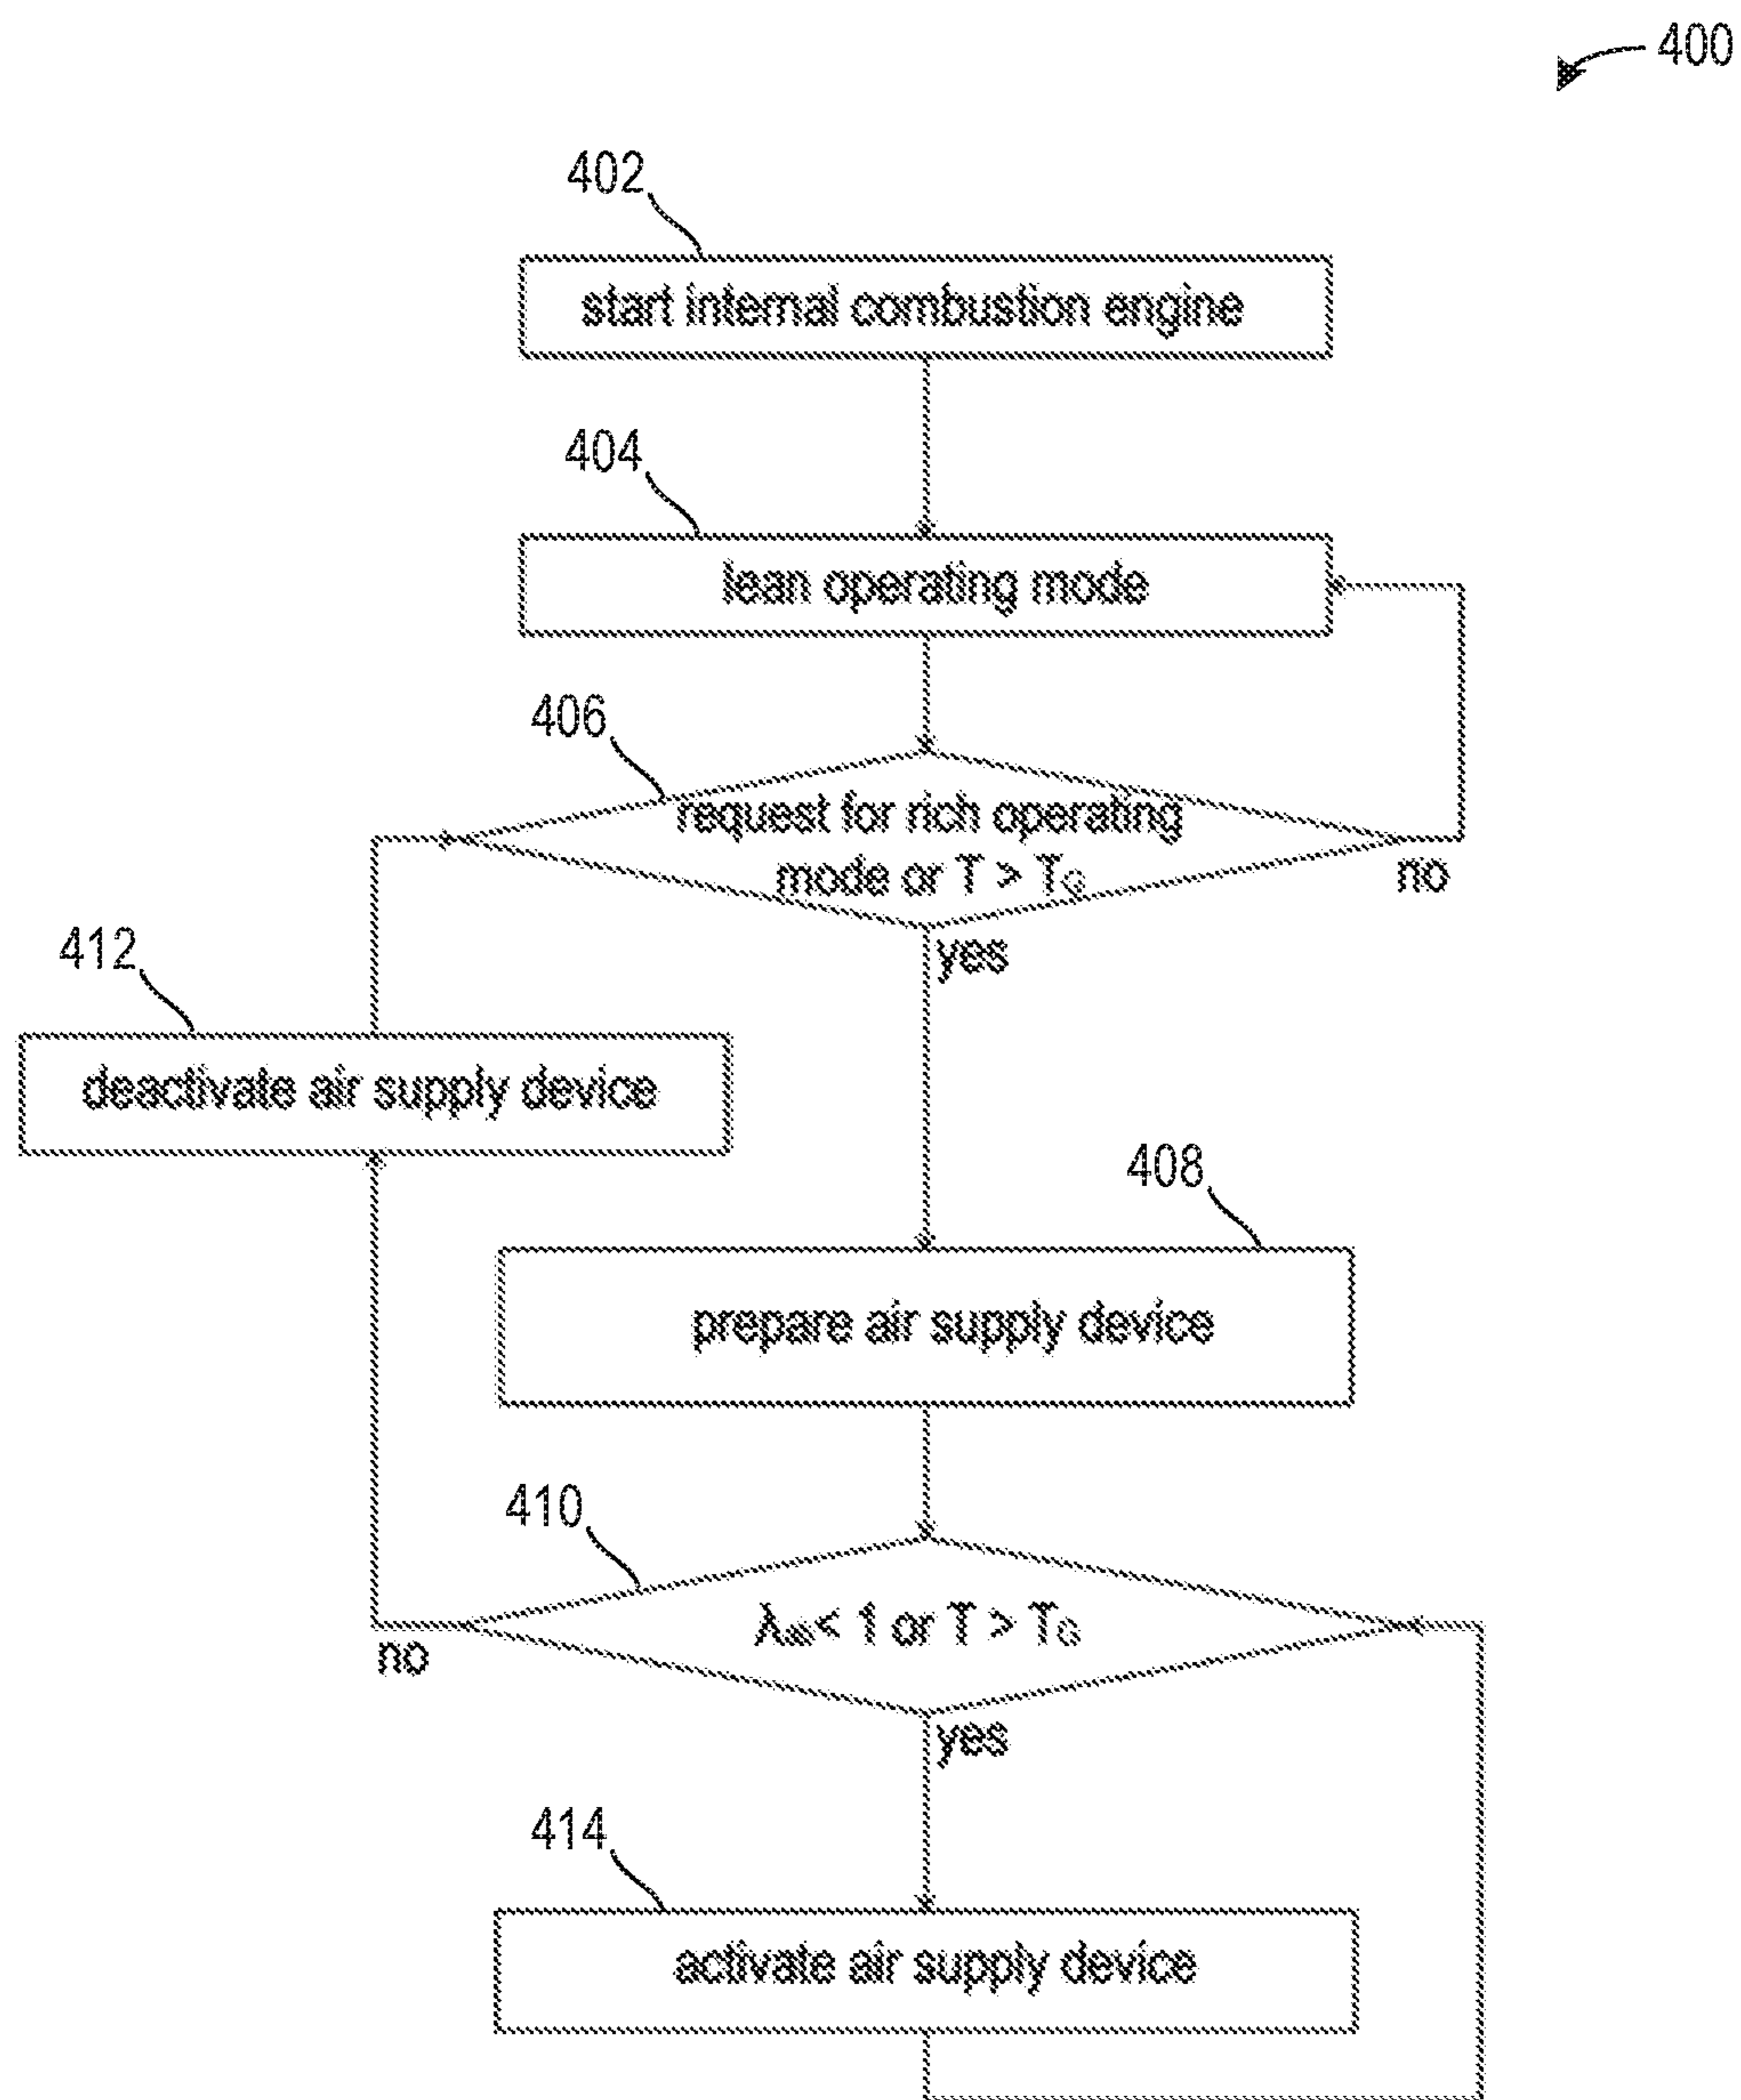 400
402
start internal combustion engine
404
lean operating mode
406
request for rich operating
mode or T > TG
no
yes
412
deactivate air supply device
408
prepare air supply device
410
λ < 1 or T > TG
no
yes
414
activate air supply device